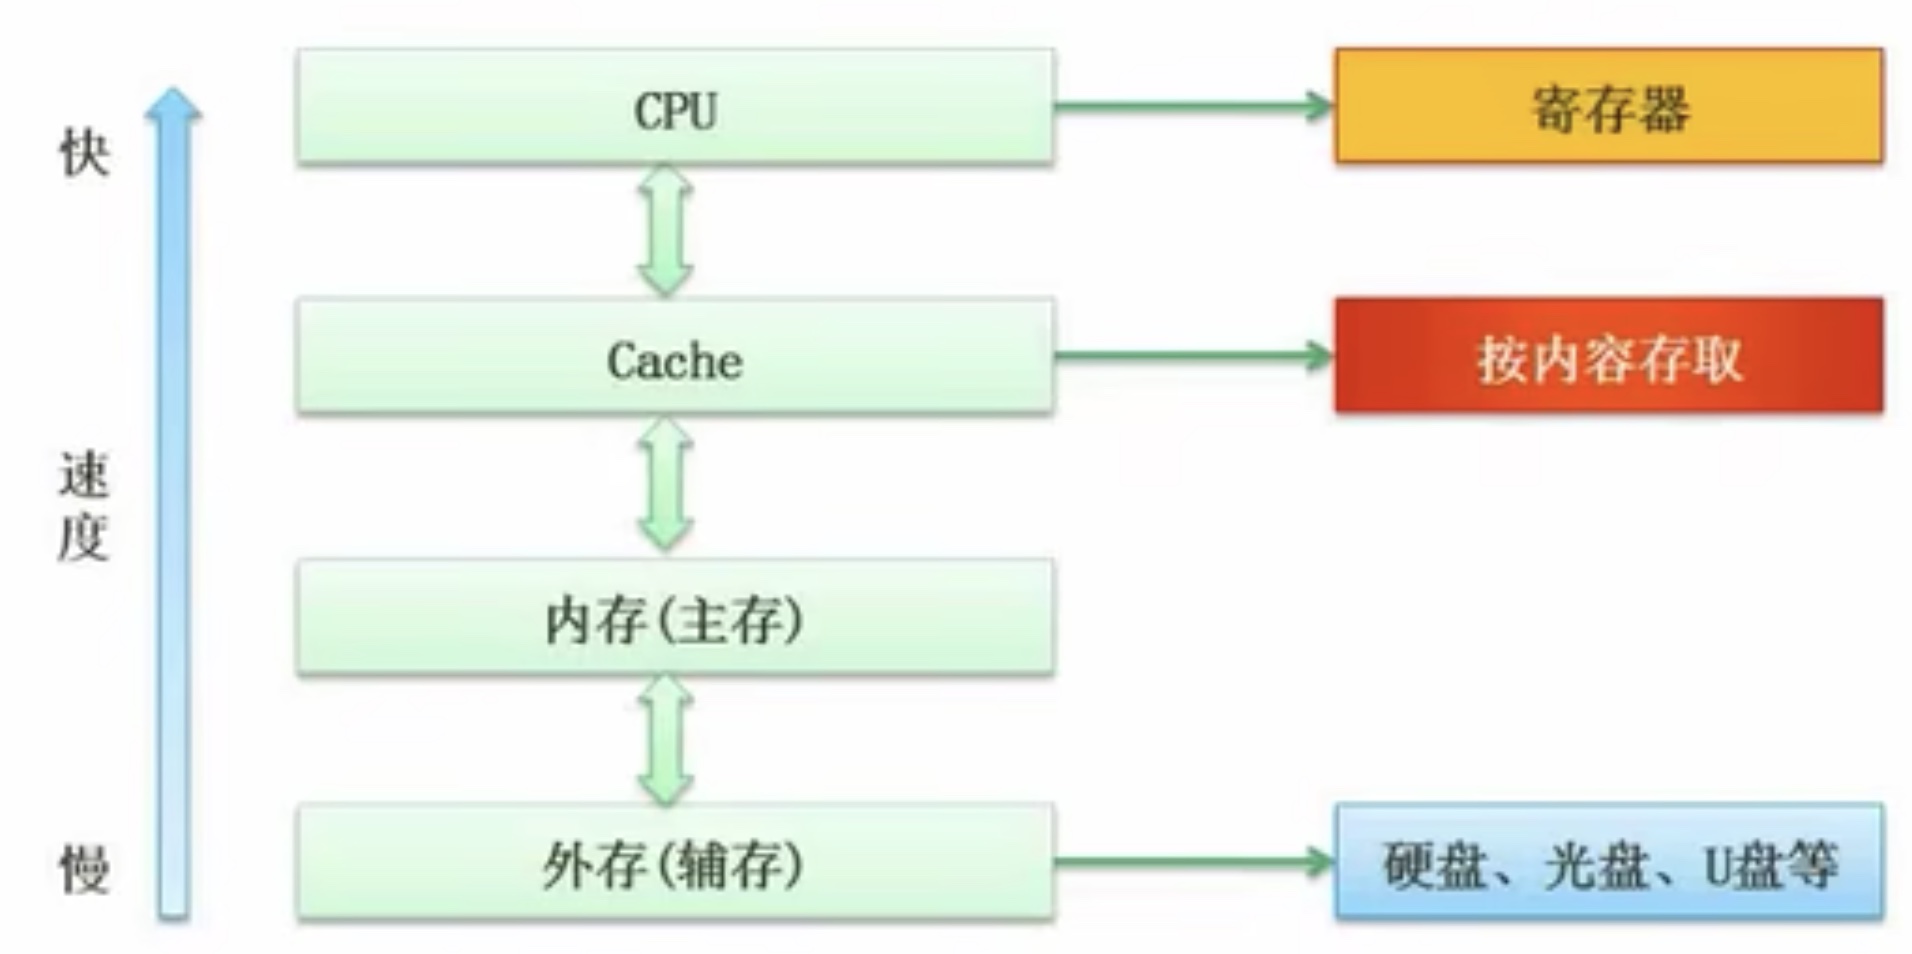 快
速
度
慢
CPU
寄存器
Cache
按内容存取
内存(主存)
外存(辅存)
硬盘、光盘、U盘等